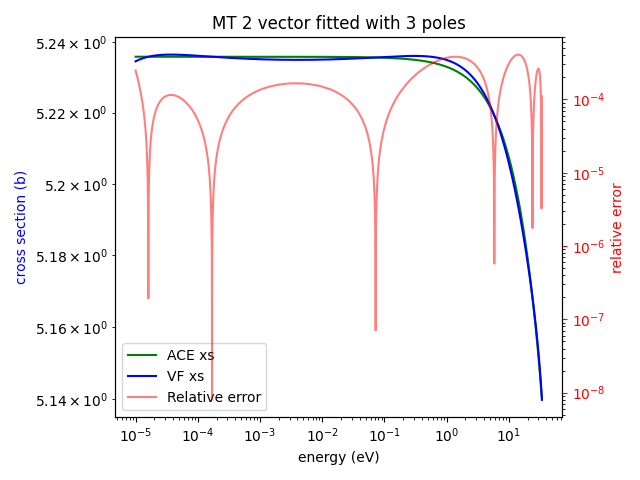 MT 2 vector fitted with 3 poles
cross section (b)
5.24 × 10⁰
5.22 × 10⁰
5.2 × 10⁰
5.18 × 10⁰
5.16 × 10⁰
5.14 × 10⁰
ACE xs
VF xs
Relative error
10⁻⁴
10⁻⁵
10⁻⁶
10⁻⁷
10⁻⁸
relative error
10⁻⁵ 10⁻⁴ 10⁻³ 10⁻² 10⁻¹ 10⁰ 10¹
energy (eV)